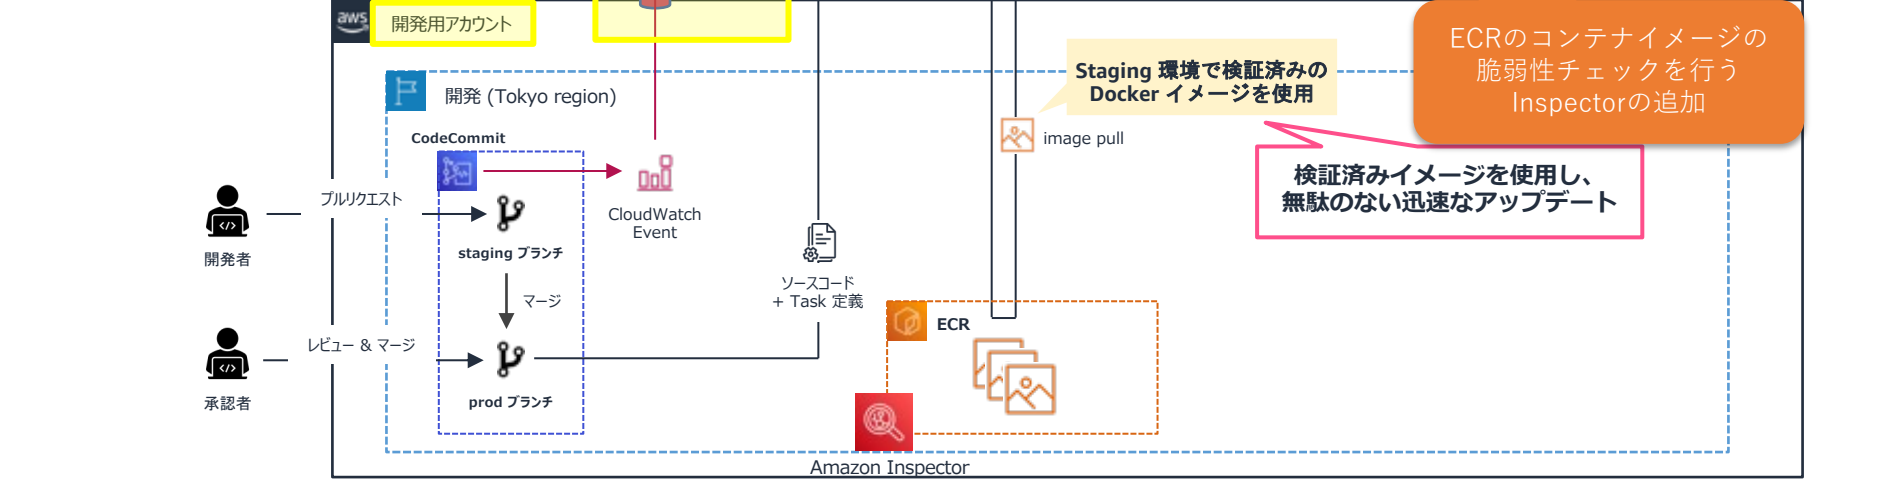 aws
開発用アカウント
ECRのコンテナイメージの
脆弱性チェックを行う
Inspectorの追加
Staging 環境で検証済みの
Docker イメージを使用
開発 (Tokyo region)
CodeCommit
image pull
検証済みイメージを使用し、
無駄のない迅速なアップデート
プルリクエスト
CloudWatch
Event
staging ブランチ
開発者
ソースコード
+ Task 定義
マージ
ECR
レビュー & マージ
prod ブランチ
承認者
Amazon Inspector